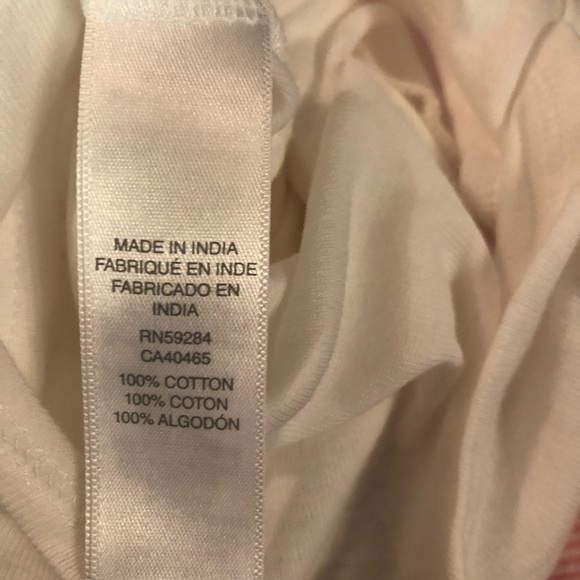 MADE IN INDIA
FABRIQUÉ EN INDE
FABRICADO EN
INDIA
RN59284
CA40465
100% COTTON
100% COTON
100% ALGODÓN